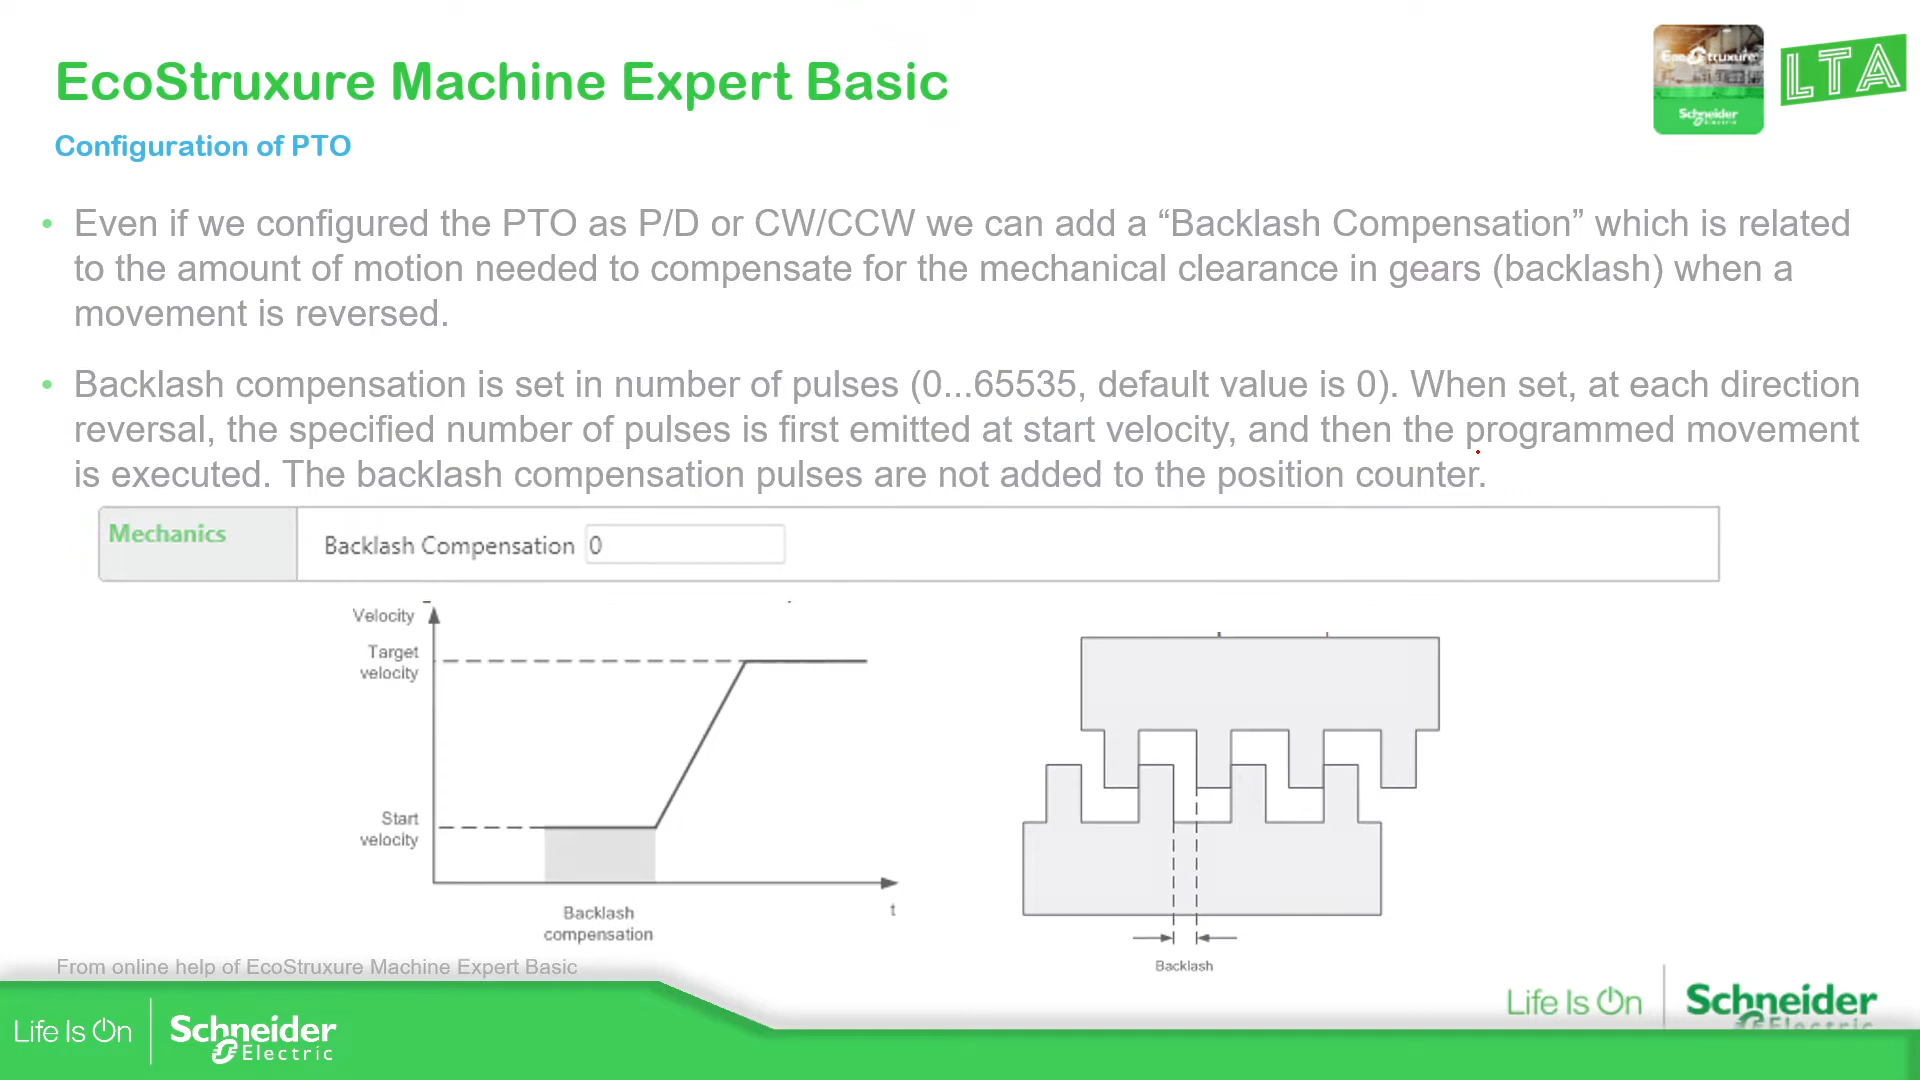 EcoStruxure Machine Expert Basic
EcoStruxure
Schneider
Electric
LTA
Configuration of PTO
• Even if we configured the PTO as P/D or CW/CCW we can add a “Backlash Compensation” which is related
to the amount of motion needed to compensate for the mechanical clearance in gears (backlash) when a
movement is reversed.
• Backlash compensation is set in number of pulses (0...65535, default value is 0). When set, at each direction
reversal, the specified number of pulses is first emitted at start velocity, and then the programmed movement
is executed. The backlash compensation pulses are not added to the position counter.
Mechanics
Backlash Compensation 0
Velocity
Target
velocity
Start
velocity
Backlash
compensation
t
Backlash
From online help of EcoStruxure Machine Expert Basic
Life Is On
Schneider
Electric
Life Is On
Schneider
Electric